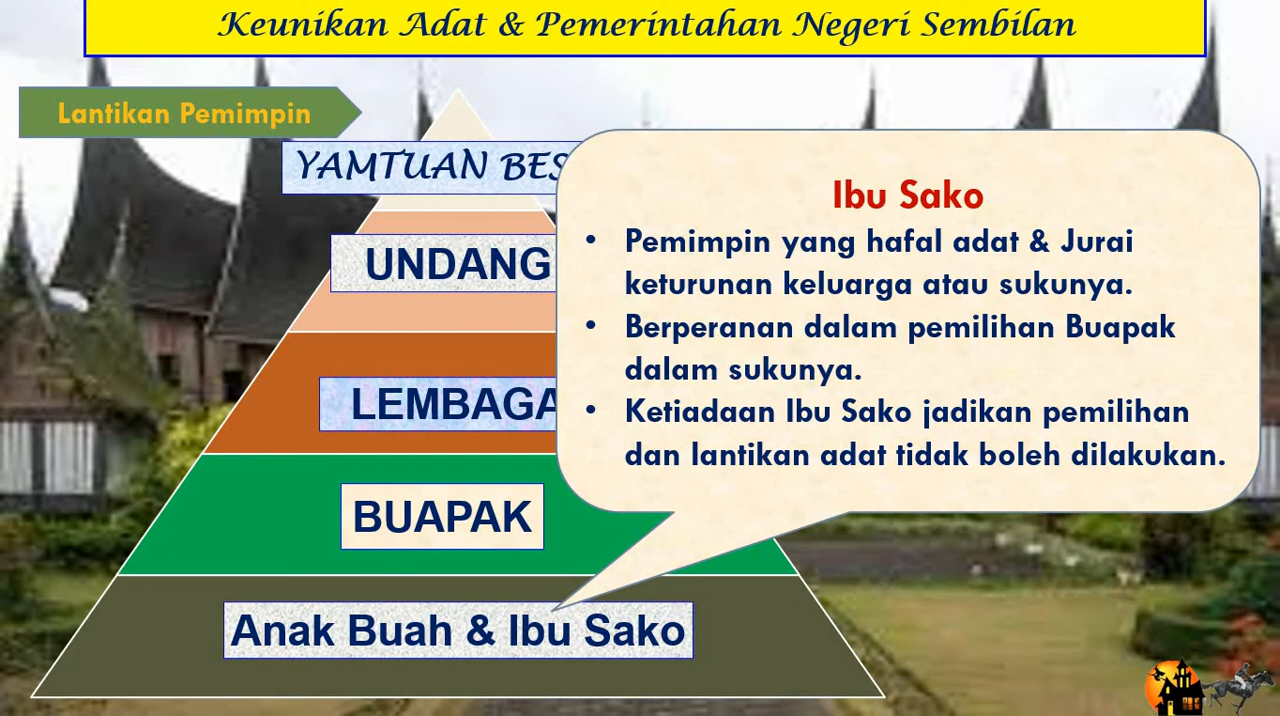 Keunikan Adat & Pemerintahan Negeri Sembilan
Lantikan Pemimpin
YAMTUAN BES
UNDANG
LEMBAGA
BUAPAK
Anak Buah & Ibu Sako
Ibu Sako
• Pemimpin yang hafal adat & Jurai
keturunan keluarga atau sukunya.
• Berperanan dalam pemilihan Buapak
dalam sukunya.
• Ketiadaan Ibu Sako jadikan pemilihan
dan lantikan adat tidak boleh dilakukan.